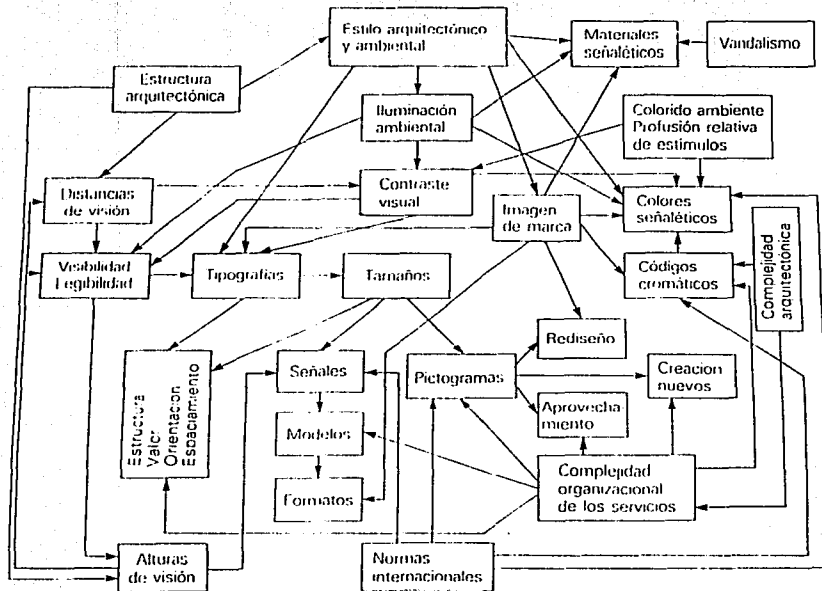 Estilo arquitectónico
y ambiental
Materiales
señaléticos
Vandalismo
Estructura
arquitectónica
Iluminación
ambiental
Colorido ambiente
Profusión relativa
de estímulos
Distancias
de visión
Contraste
visual
Imagen
de marca
Colores
señaléticos
Complejidad
arquitectónica
Visibilidad
Legibilidad
Tipografías
Tamaños
Códigos
cromáticos
Rediseño
Estructura
Valor
Orientación
Espaciamiento
Señales
Pictogramas
Creacion
nuevos
Aprovecha-
miento
Modelos
Formatos
Complejidad
organizacional
de los servicios
Alturas
de visión
Normas
internacionales